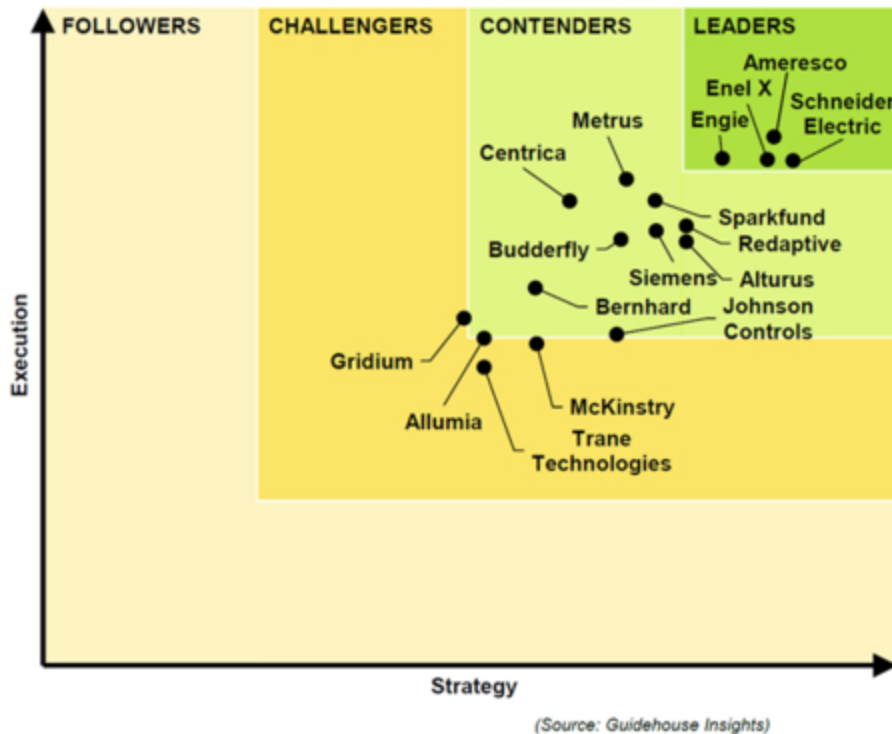 FOLLOWERS
CHALLENGERS
CONTENDERS
LEADERS
Ameresco
Enel X
Schneider
Electric
Engie
Metrus
Centrica
Sparkfund
Redaptive
Budderfly
Siemens
Alturus
Bernhard
Johnson
Controls
Gridium
Allumia
McKinstry
Trane
Technologies
Execution
Strategy
(Source: Guidehouse Insights)